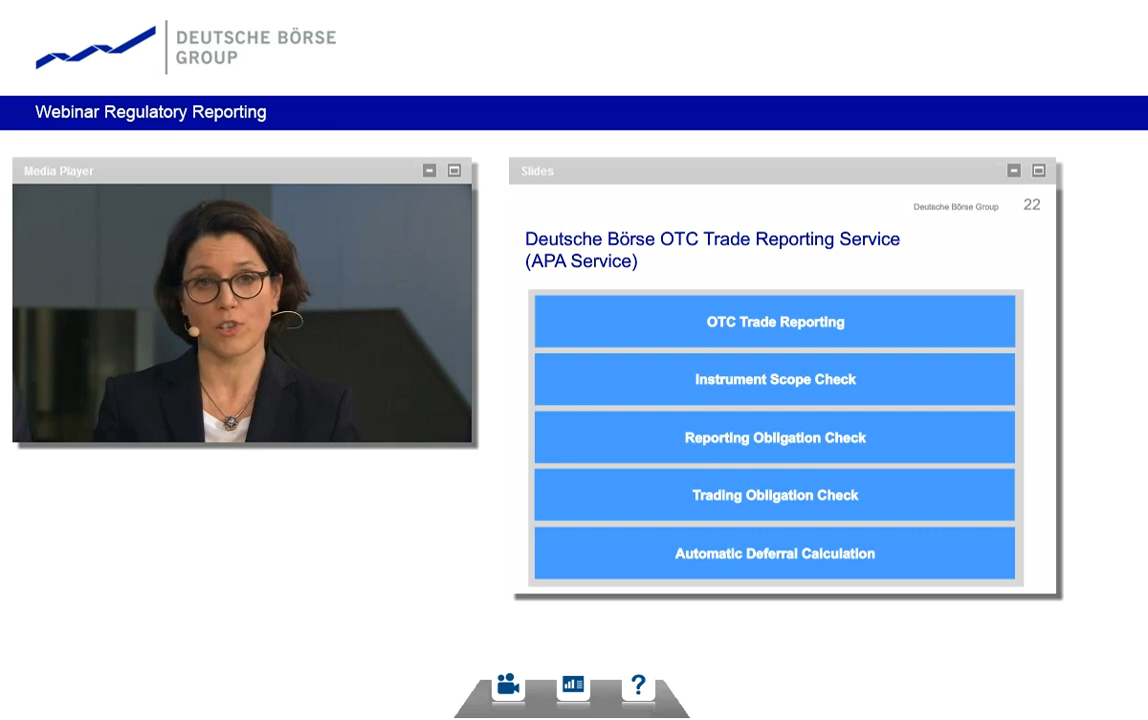 DEUTSCHE BÖRSE
GROUP
Webinar Regulatory Reporting
Media Player
Slides
Deutsche Börse Group 22
Deutsche Börse OTC Trade Reporting Service
(APA Service)
OTC Trade Reporting
Instrument Scope Check
Reporting Obligation Check
Trading Obligation Check
Automatic Deferral Calculation
?